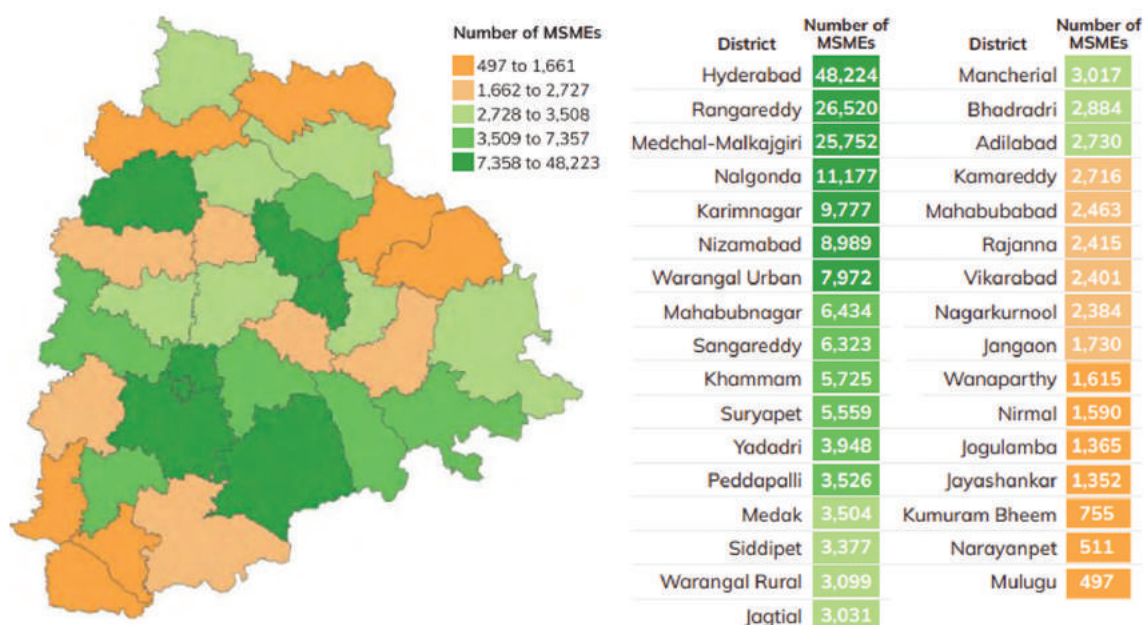 Number of MSMEs
497 to 1,661
1,662 to 2,727
2,728 to 3,508
3,509 to 7,357
7,358 to 48,223
District Number of MSMEs
Hyderabad 48,224
Rangareddy 26,520
Medchal-Malkajgiri 25,752
Nalgonda 11,177
Karimnagar 9,777
Nizamabad 8,989
Warangal Urban 7,972
Mahabubnagar 6,434
Sangareddy 6,323
Khammam 5,725
Suryapet 5,559
Yadadri 3,948
Peddapalli 3,526
Medak 3,504
Siddipet 3,377
Warangal Rural 3,099
Jagtial 3,031
District Number of MSMEs
Mancherial 3,017
Bhadradri 2,884
Adilabad 2,730
Kamareddy 2,716
Mahabubabad 2,463
Rajanna 2,415
Vikarabad 2,401
Nagarkurnool 2,384
Jangaon 1,730
Wanaparthy 1,615
Nirmal 1,590
Jogulamba 1,365
Jayashankar 1,352
Kumuram Bheem 755
Narayanpet 511
Mulugu 497